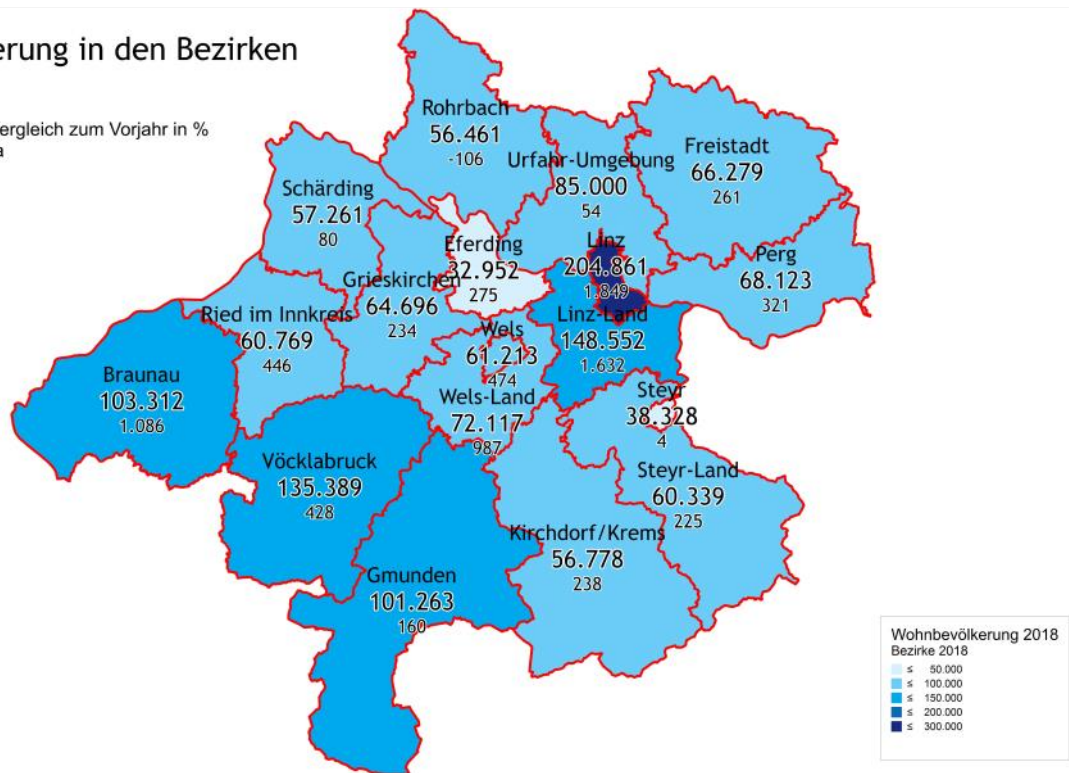 erung in den Bezirken
ergleich zum Vorjahr in %
a
Rohrbach
56.461
-106
Freistadt
66.279
261
Urfahr-Umgebung
85.000
54
Schärding
57.261
80
Eferding
32.952
275
Linz
204.861
1.849
Perg
68.123
321
Grieskirchen
64.696
234
Ried im Innkreis
60.769
446
Linz-Land
148.552
1.632
Wels
61.213
474
Braunau
103.312
1.086
Wels-Land
72.117
987
Steyr
38.328
4
Vöcklabruck
135.389
428
Steyr-Land
60.339
225
Kirchdorf/Krems
56.778
238
Gmunden
101.263
160
Wohnbevölkerung 2018
Bezirke 2018
≤ 50.000
≤ 100.000
≤ 150.000
≤ 200.000
≤ 300.000